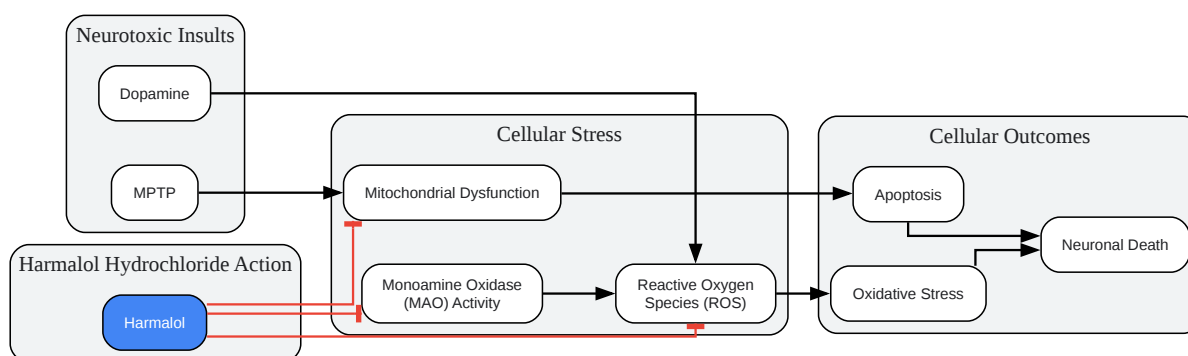 Neurotoxic Insults
Dopamine
MPTP
Harmalol Hydrochloride Action
Harmalol
Cellular Stress
Mitochondrial Dysfunction
Monoamine Oxidase
(MAO) Activity
Reactive Oxygen
Species (ROS)
Cellular Outcomes
Apoptosis
Oxidative Stress
Neuronal Death